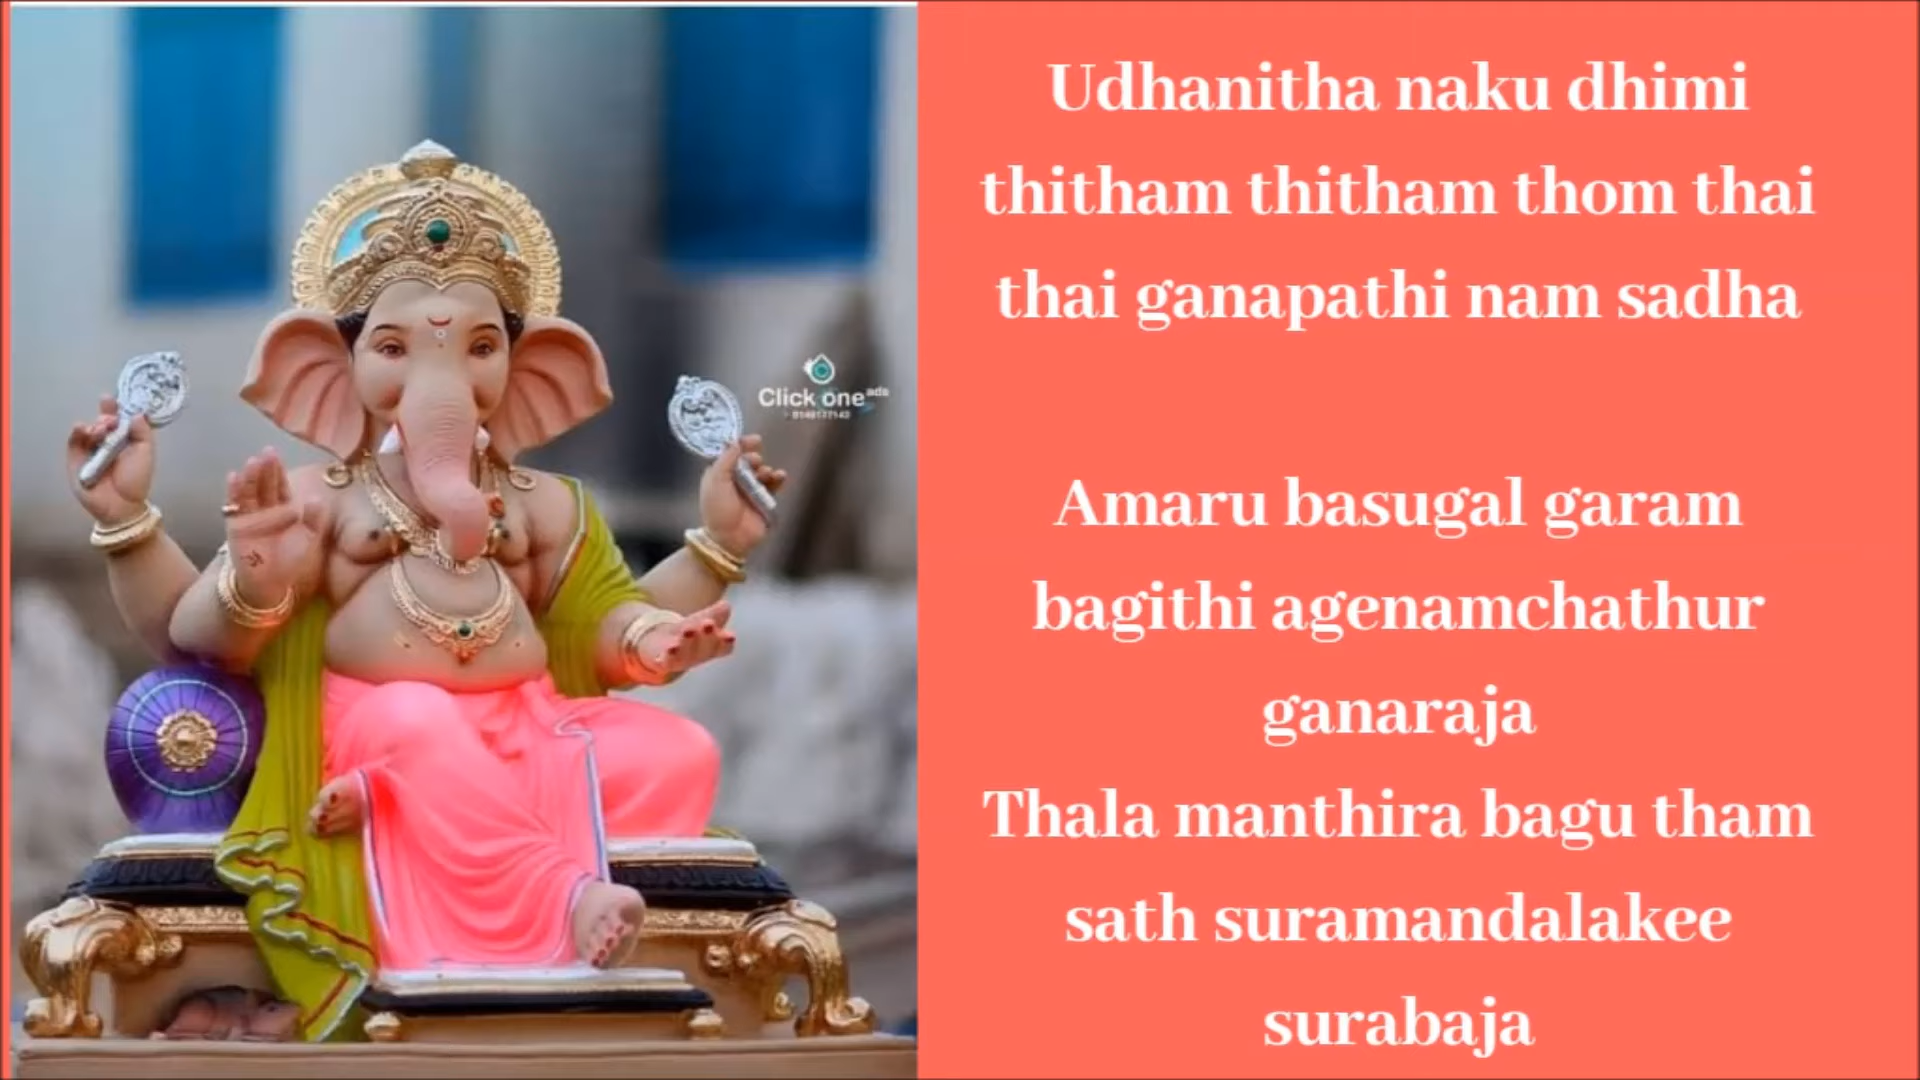 Udhanitha naku dhimi
thitham thitham thom thai
thai ganapathi nam sadha
Amaru basugal garam
bagithi agenamchathur
ganaraja
Thala manthira bagu tham
sath suramandalakee
surabaja
Click one ads